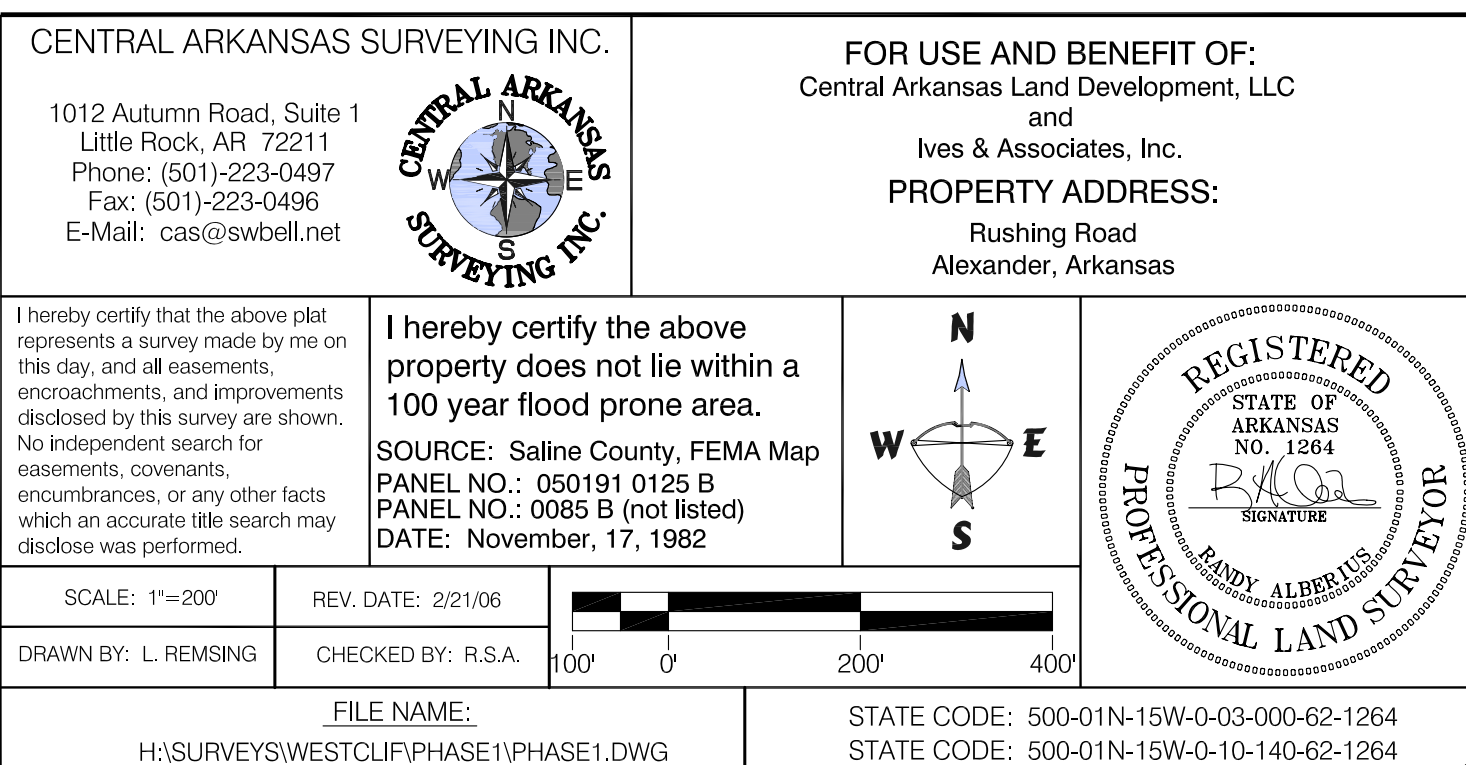 CENTRAL ARKANSAS SURVEYING INC.
1012 Autumn Road, Suite 1
Little Rock, AR 72211
Phone: (501)-223-0497
Fax: (501)-223-0496
E-Mail: cas@swbell.net
CENTRAL ARKANSAS
N
W E
S
SURVEYING INC.
FOR USE AND BENEFIT OF:
Central Arkansas Land Development, LLC
and
Ives & Associates, Inc.
PROPERTY ADDRESS:
Rushing Road
Alexander, Arkansas
I hereby certify that the above plat
represents a survey made by me on
this day, and all easements,
encroachments, and improvements
disclosed by this survey are shown.
No independent search for
easements, covenants,
encumbrances, or any other facts
which an accurate title search may
disclose was performed.
I hereby certify the above
property does not lie within a
100 year flood prone area.
SOURCE: Saline County, FEMA Map
PANEL NO.: 050191 0125 B
PANEL NO.: 0085 B (not listed)
DATE: November, 17, 1982
N
W E
S
REGISTERED
STATE OF
ARKANSAS
NO. 1264
SIGNATURE
RANDY ALBERIUS
PROFESSIONAL LAND SURVEYOR
SCALE: 1"=200'
REV. DATE: 2/21/06
DRAWN BY: L. REMSING
CHECKED BY: R.S.A.
100' 0' 200' 400'
FILE NAME:
H:\SURVEYS\WESTCLIF\PHASE1\PHASE1.DWG
STATE CODE: 500-01N-15W-0-03-000-62-1264
STATE CODE: 500-01N-15W-0-10-140-62-1264